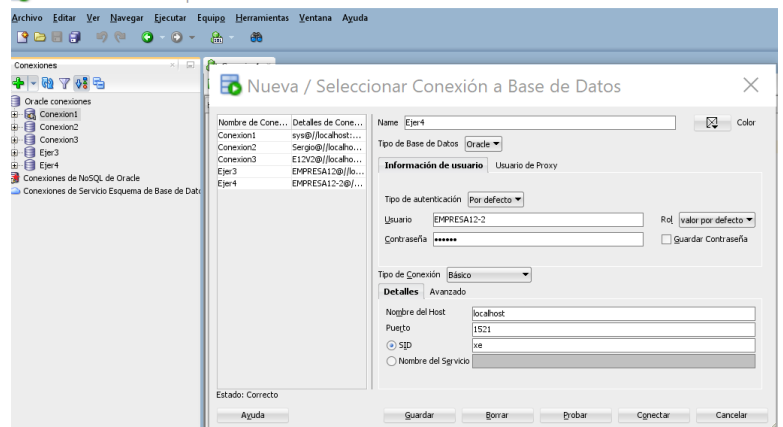 Archivo Editar Ver Navegar Ejecutar Equipo Herramientas Ventana Ayuda
Conexiones
Oracle conexiones
Conexion1
Conexion2
Conexion3
Ejer3
Ejer4
Conexiones de NoSQL de Oracle
Conexiones de Servicio Esquema de Base de Dato
Nueva / Seleccionar Conexión a Base de Datos
Nombre de Cone... Detalles de Cone...
Conexion1 sys@//localhost:...
Conexion2 Sergio@//localho...
Conexion3 E12V2@//localho...
Ejer3 EMPRESA12@//lo...
Ejer4 EMPRESA12-2@/...
Name Ejer4 Color
Tipo de Base de Datos Oracle
Información de usuario Usuario de Proxy
Tipo de autenticación Por defecto
Usuario EMPRESA12-2 Rol valor por defecto
Contraseña •••••• Guardar Contraseña
Tipo de Conexión Básico
Detalles Avanzado
Nombre del Host localhost
Puerto 1521
SID xe
Nombre del Servicio
Estado: Correcto
Ayuda Guardar Borrar Probar Conectar Cancelar